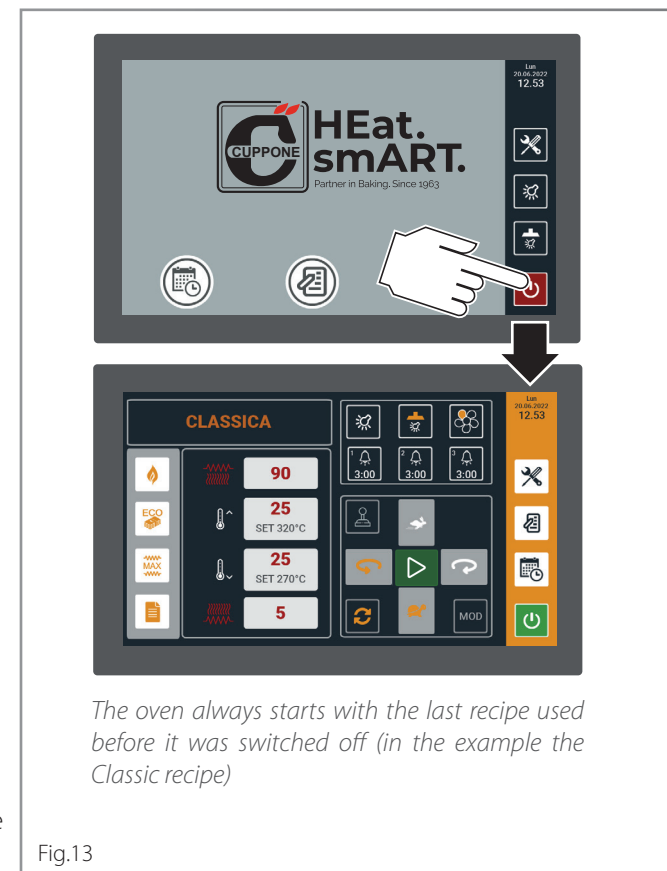 Lun
20.06.2022
12.53
CUPPONE
HEat.
smART.
Partner in Baking. Since 1963
Lun
20.06.2022
12.53
CLASSICA
90
25
SET 320°C
25
SET 270°C
5
ECO
MAX
1
3:00
2
3:00
3
3:00
MOD
The oven always starts with the last recipe used
before it was switched off (in the example the
Classic recipe)
e
Fig.13